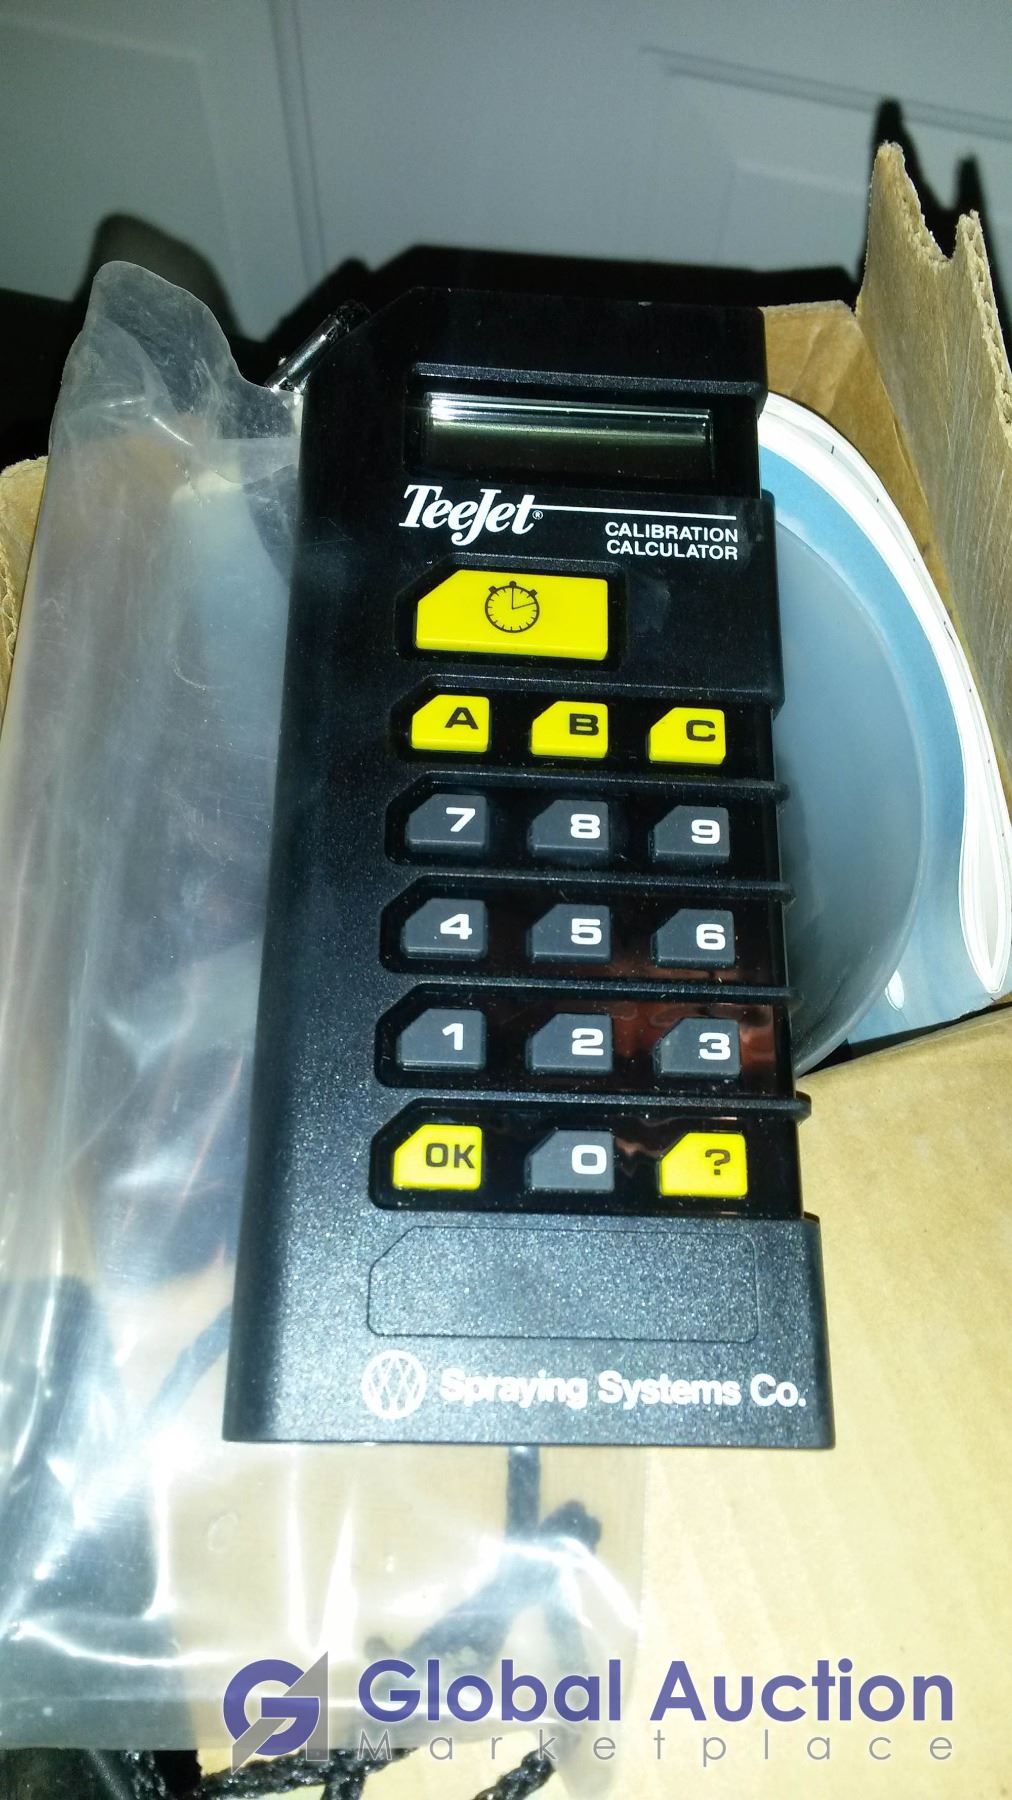 TeeJet®
CALIBRATION
CALCULATOR
A B C
7 8 9
4 5 6
1 2 3
OK 0 ?
Spraying Systems Co.
Global Auction
Marketplace